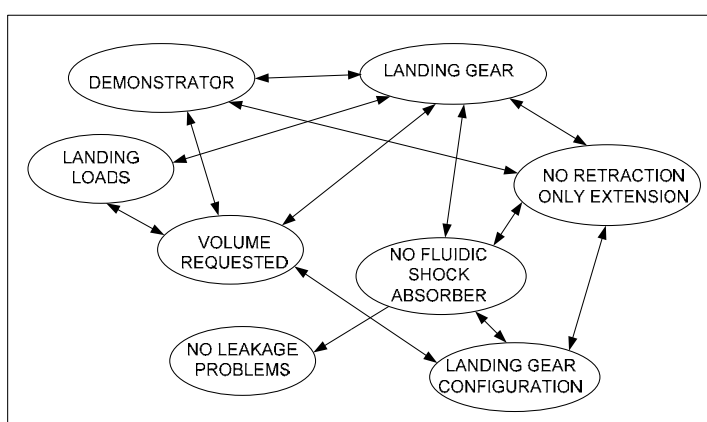 DEMONSTRATOR
LANDING GEAR
LANDING
LOADS
NO RETRACTION
ONLY EXTENSION
VOLUME
REQUESTED
NO FLUIDIC
SHOCK
ABSORBER
NO LEAKAGE
PROBLEMS
LANDING GEAR
CONFIGURATION